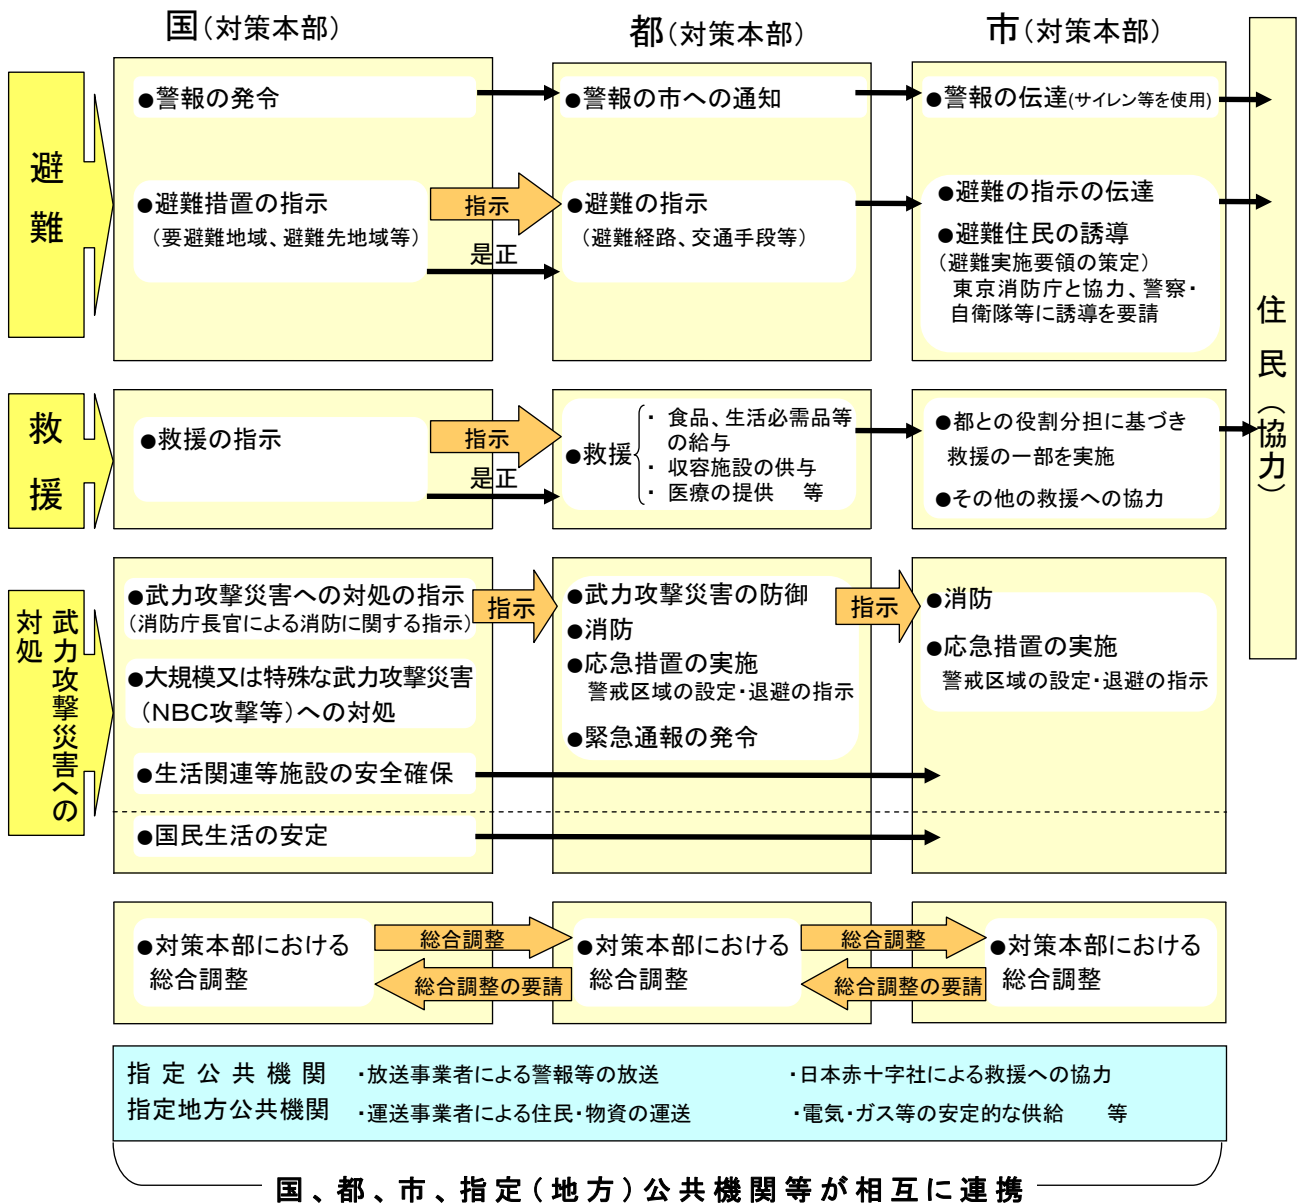 国(対策本部)
都(対策本部)
市(対策本部)
避難
●警報の発令
●警報の市への通知
●警報の伝達(サイレン等を使用)
●避難措置の指示
(要避難地域、避難先地域等)
指示
是正
●避難の指示
(避難経路、交通手段等)
●避難の指示の伝達
●避難住民の誘導
(避難実施要領の策定)
東京消防庁と協力、警察・
自衛隊等に誘導を要請
住民(協力)
救援
●救援の指示
指示
是正
●救援
・ 食品、生活必需品等
の給与
・ 収容施設の供与
・ 医療の提供 等
●都との役割分担に基づき
救援の一部を実施
●その他の救援への協力
武力攻撃災害への
対処
●武力攻撃災害への対処の指示
(消防庁長官による消防に関する指示)
指示
●大規模又は特殊な武力攻撃災害
(NBC攻撃等)への対処
●生活関連等施設の安全確保
●国民生活の安定
●武力攻撃災害の防御
●消防
●応急措置の実施
警戒区域の設定・退避の指示
●緊急通報の発令
指示
●消防
●応急措置の実施
警戒区域の設定・退避の指示
●対策本部における
総合調整
総合調整
総合調整の要請
●対策本部における
総合調整
総合調整
総合調整の要請
●対策本部における
総合調整
指定公共機関 ・放送事業者による警報等の放送 ・日本赤十字社による救援への協力
指定地方公共機関 ・運送事業者による住民・物資の運送 ・電気・ガス等の安定的な供給 等
国、都、市、指定(地方)公共機関等が相互に連携